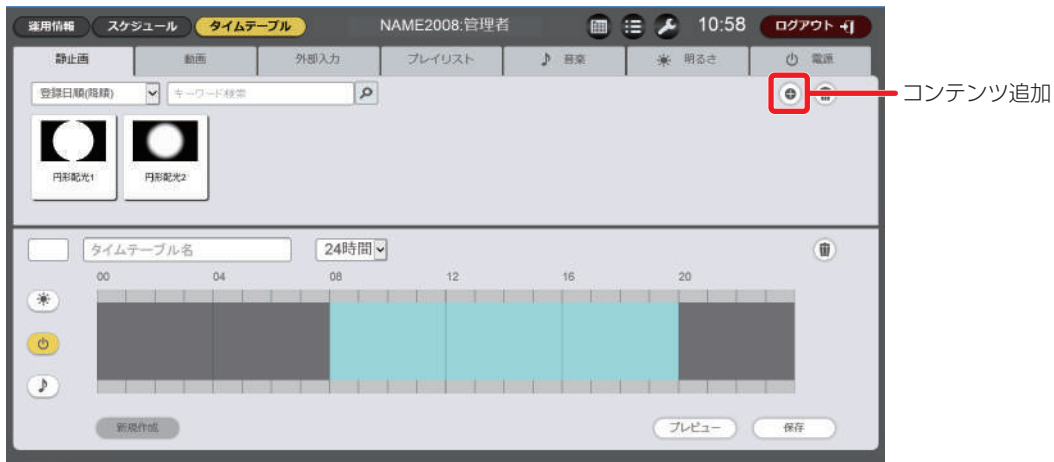 運用情報 スケジュール タイムテーブル NAME2008:管理者 10:58 ログアウト
静止画 動画 外部入力 プレイリスト 音楽 明るさ 電源
登録日順(降順) キーワード検索 コンテンツ追加
円形配光1 円形配光2
タイムテーブル名 24時間
00 04 08 12 16 20
新規作成 プレビュー 保存